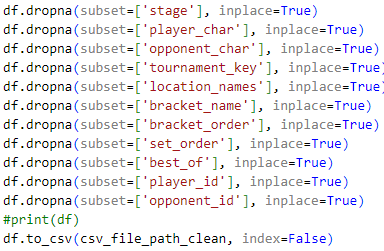 df.dropna(subset=['stage'], inplace=True)
df.dropna(subset=['player_char'], inplace=True)
df.dropna(subset=['opponent_char'], inplace=True)
df.dropna(subset=['tournament_key'], inplace=True)
df.dropna(subset=['location_names'], inplace=True)
df.dropna(subset=['bracket_name'], inplace=True)
df.dropna(subset=['bracket_order'], inplace=True)
df.dropna(subset=['set_order'], inplace=True)
df.dropna(subset=['best_of'], inplace=True)
df.dropna(subset=['player_id'], inplace=True)
df.dropna(subset=['opponent_id'], inplace=True)
#print(df)
df.to_csv(csv_file_path_clean, index=False)